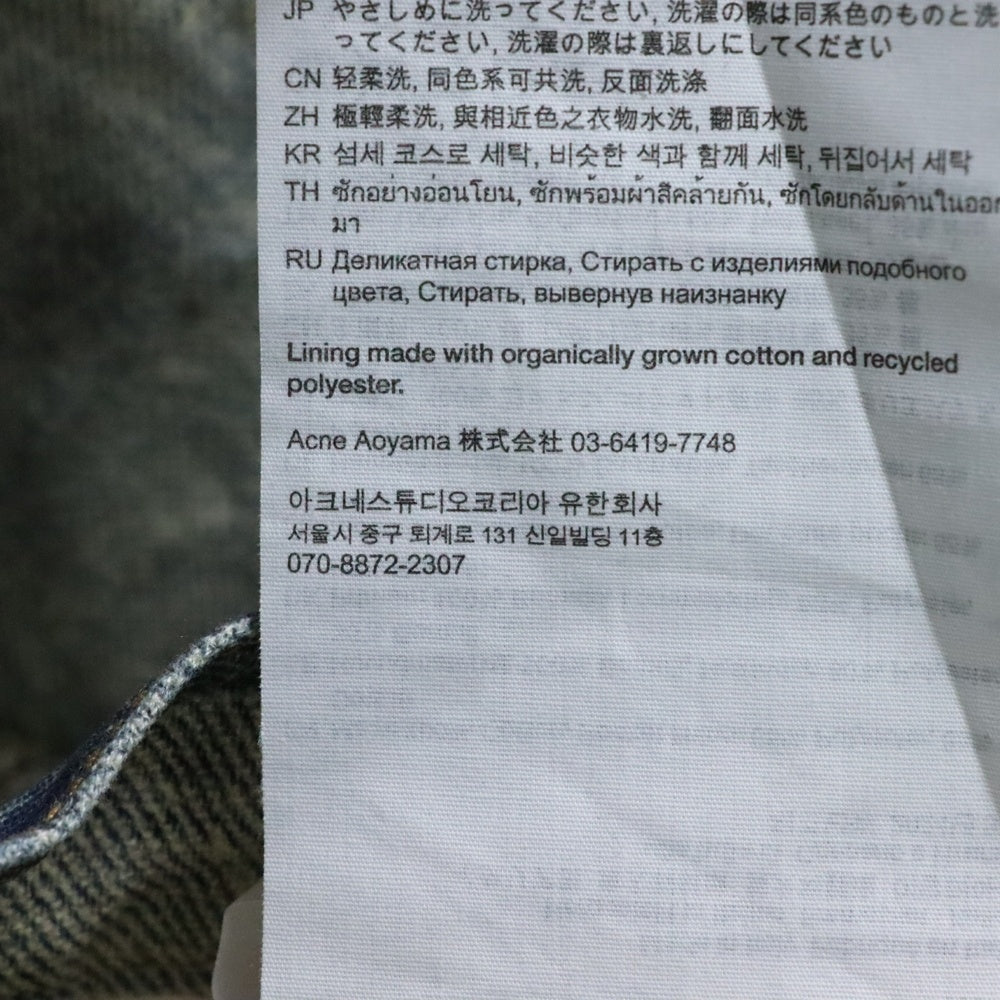 JP やさしめに洗ってください, 洗濯の際は同系色のものと洗
ってください, 洗濯の際は裏返しにしてください
CN 轻柔洗, 同色系可共洗, 反面洗涤
ZH 極輕柔洗, 與相近色之衣物水洗, 翻面水洗
KR 섬세 코스로 세탁, 비슷한 색과 함께 세탁, 뒤집어서 세탁
TH ซักอย่างอ่อนโยน, ซักพร้อมผ้าสีคล้ายกัน, ซักโดยกลับด้านในออก
มา
RU Деликатная стирка, Стирать с изделиями подобного
цвета, Стирать, вывернув наизнанку
Lining made with organically grown cotton and recycled
polyester.
Acne Aoyama 株式会社 03-6419-7748
아크네스튜디오코리아 유한회사
서울시 중구 퇴계로 131 신일빌딩 11층
070-8872-2307